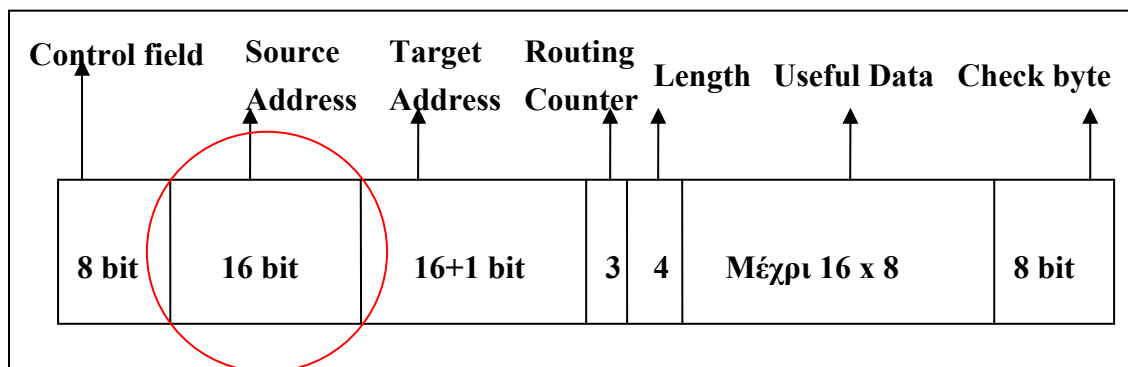 Control field
Source
Address
Target
Address
Routing
Counter
Length
Useful Data
Check byte
8 bit
16 bit
16+1 bit
3
4
Μέχρι 16 x 8
8 bit